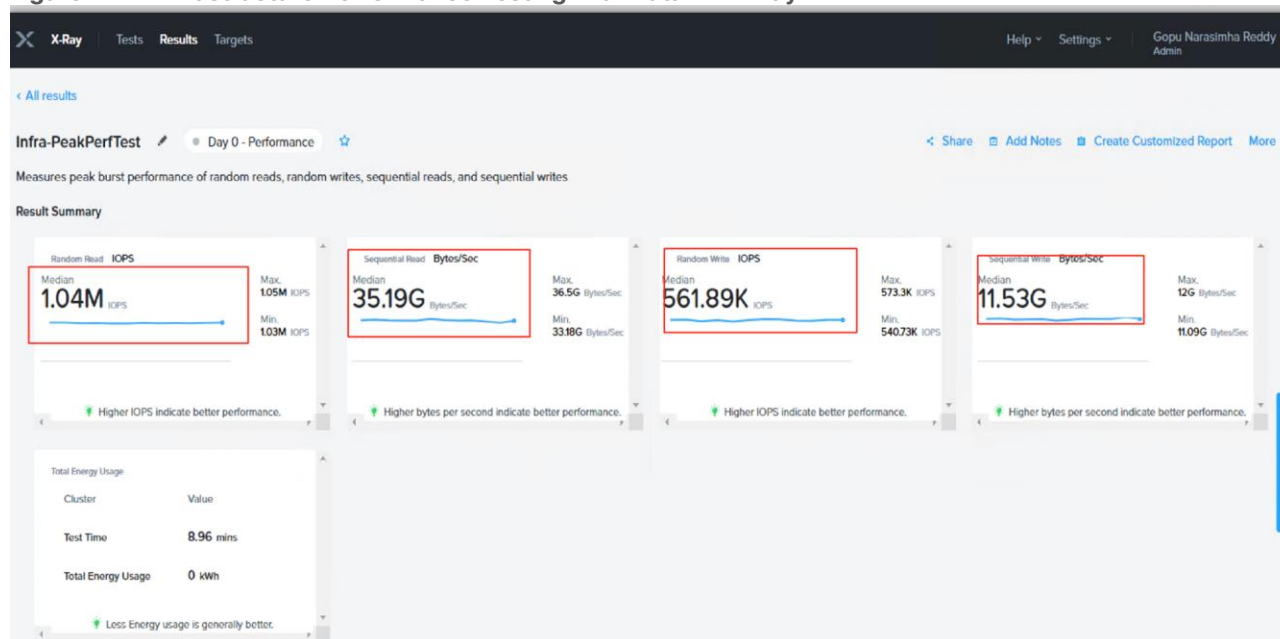 X-Ray Tests Results Targets Help Settings Gopu Narasimha Reddy
Admin
< All results
Infra-PeakPerfTest Day 0 - Performance Share Add Notes Create Customized Report More
Measures peak burst performance of random reads, random writes, sequential reads, and sequential writes
Result Summary
Random Read IOPS
Median
1.04M IOPS
Max.
1.05M IOPS
Min.
1.03M IOPS
Higher IOPS indicate better performance.
Sequential Read Bytes/Sec
Median
35.19G Bytes/Sec
Max.
36.5G Bytes/Sec
Min.
33.18G Bytes/Sec
Higher bytes per second indicate better performance.
Random Write IOPS
Median
561.89K IOPS
Max.
573.3K IOPS
Min.
540.73K IOPS
Higher IOPS indicate better performance.
Sequential Write Bytes/Sec
Median
11.53G Bytes/Sec
Max.
12G Bytes/Sec
Min.
11.09G Bytes/Sec
Higher bytes per second indicate better performance.
Total Energy Usage
Cluster Value
Test Time 8.96 mins
Total Energy Usage 0 kWh
Less Energy usage is generally better.